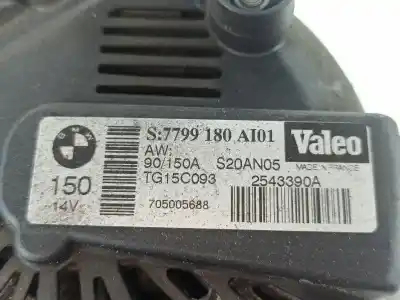 S:7799 180 AI01
Valeo
AW:
90/150A S20AN05 MADE IN FRANCE
150 TG15C093 2543390A
14V 705005688